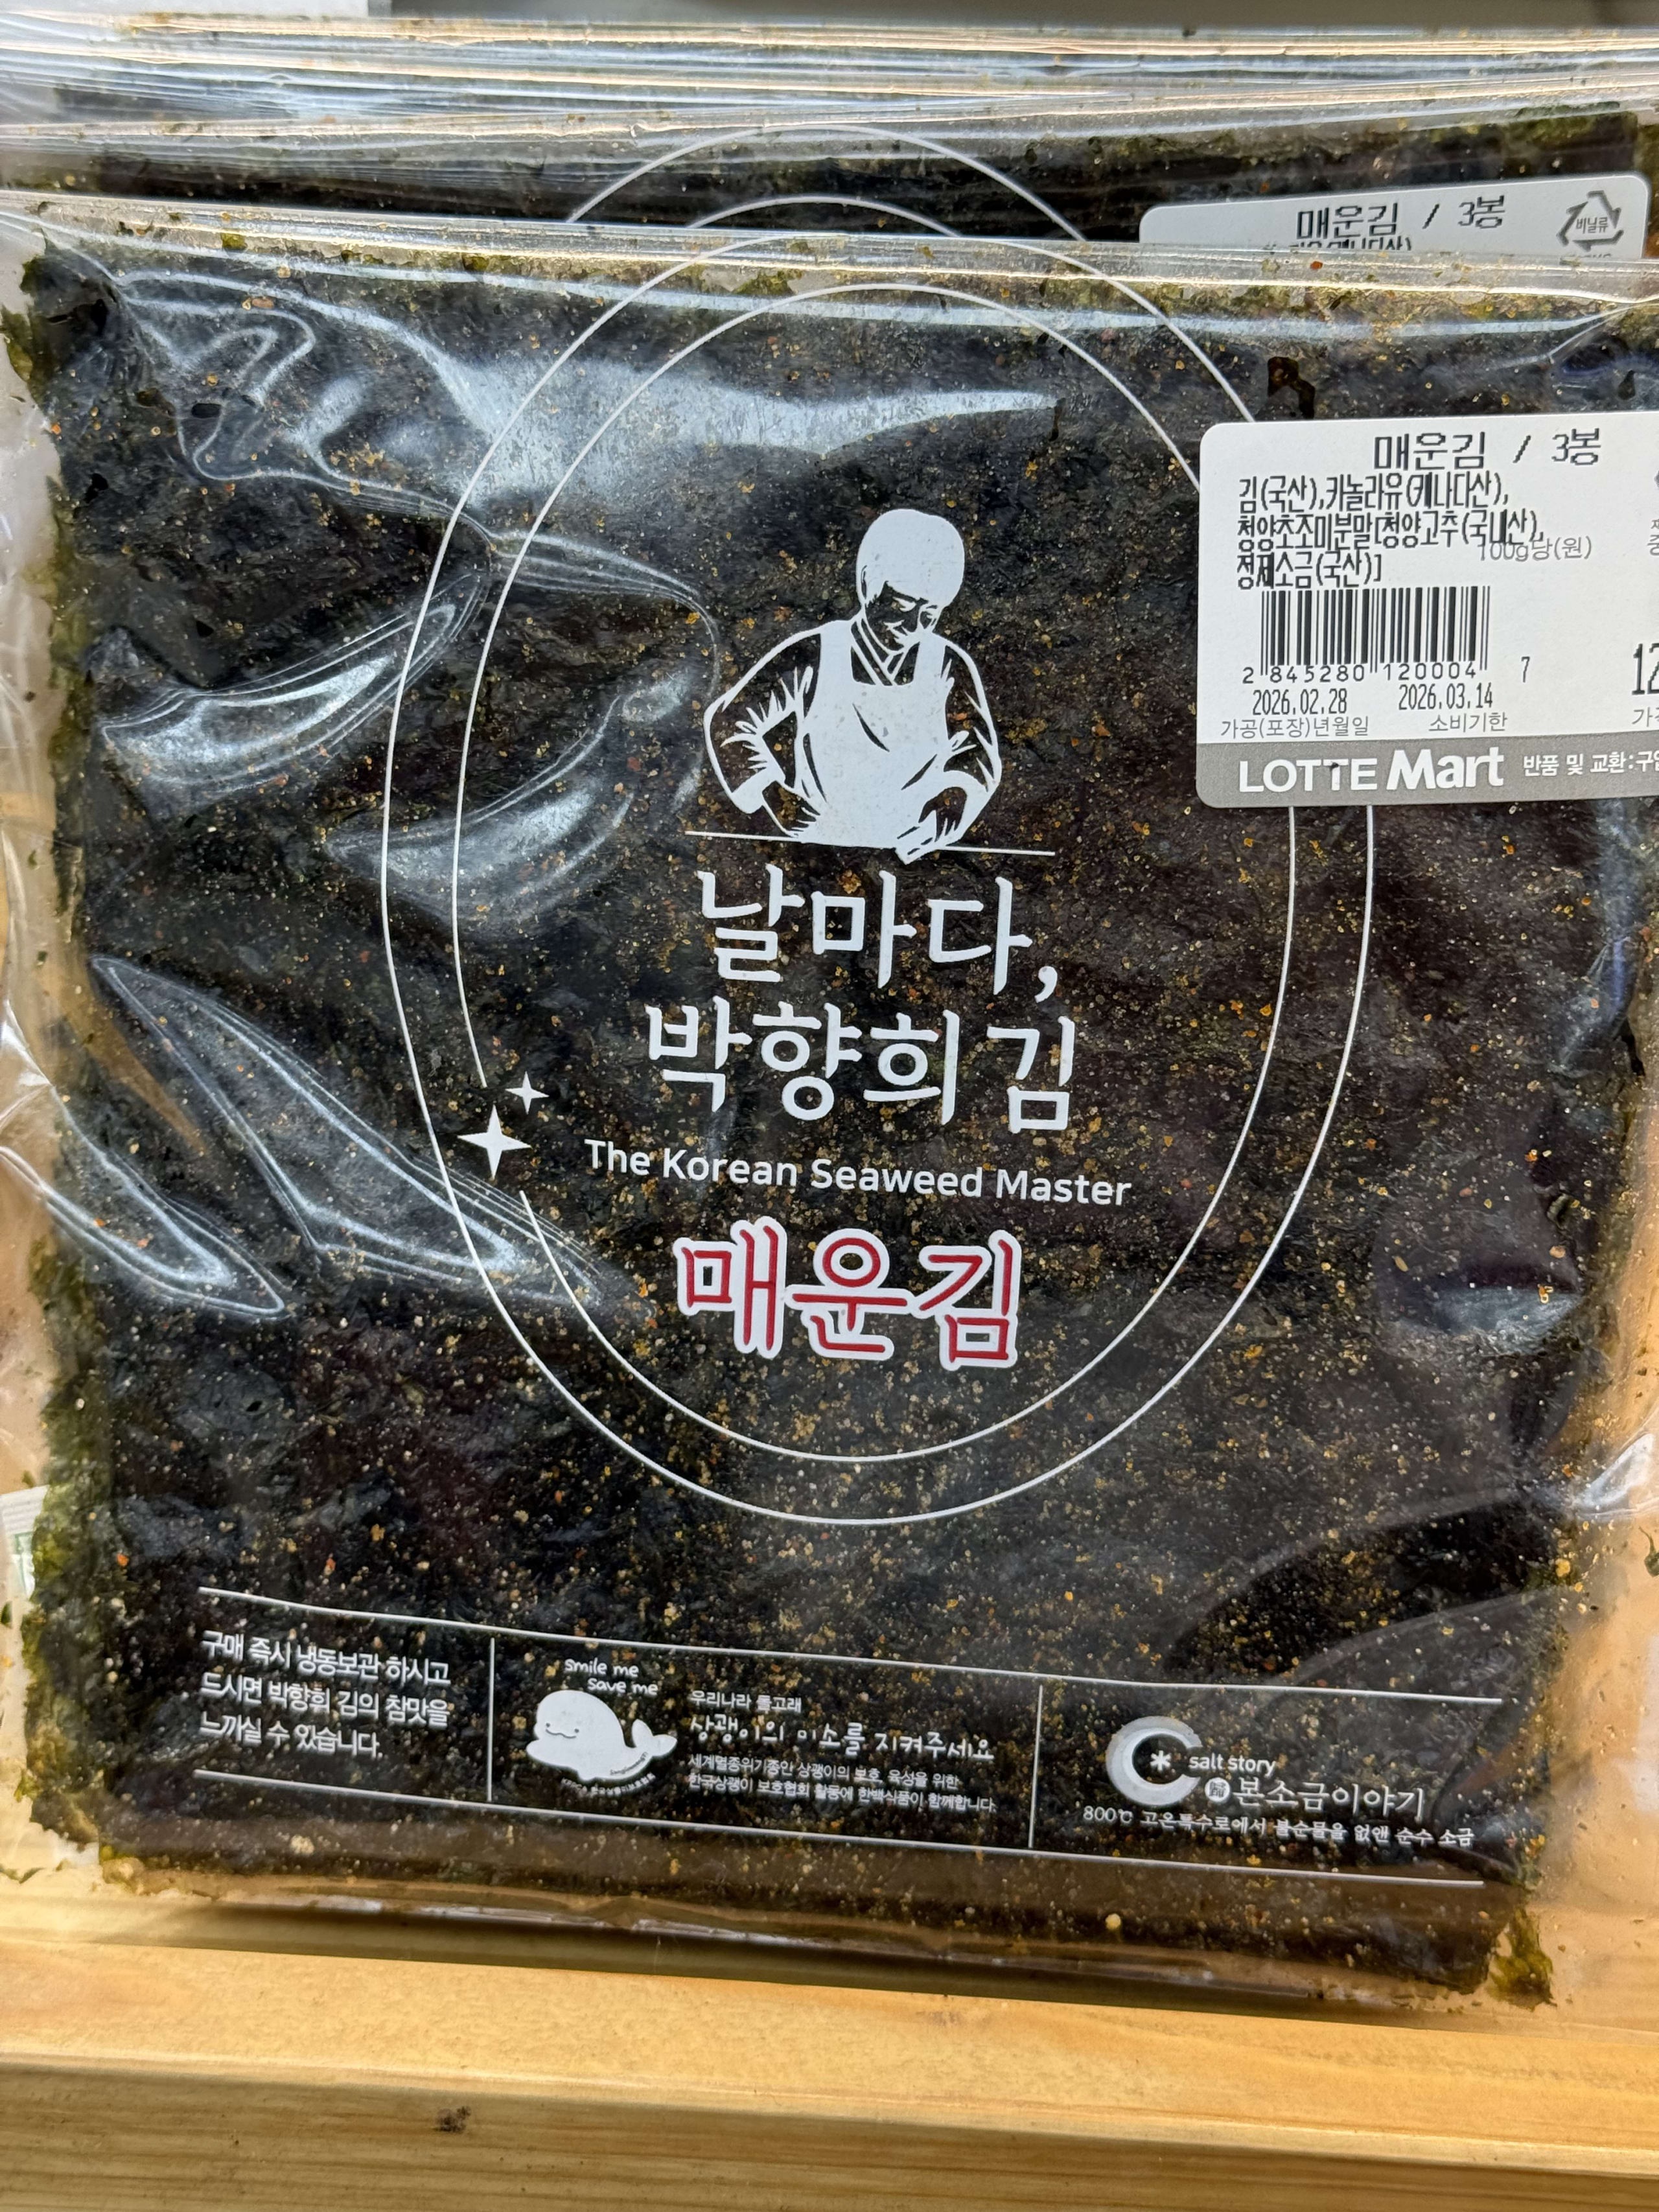 매운김 / 3봉
비닐류
매운김 / 3봉
김(국산),카놀라유(캐나다산),
청양초조미분말[청양고추(국내산),
100g당(원)
정제소금(국산)]
2 845280 120004
7
2026.02.28
2026.03.14
가공(포장)년월일
소비기한
LOTTE Mart 반품 및 교환:구입
날마다,
박향희 김
The Korean Seaweed Master
매운김
구매 즉시 냉동보관 하시고
드시면 박향희 김의 참맛을
느끼실 수 있습니다.
smile me
save me
우리나라 돌고래
상괭이의 미소를 지켜주세요
세계멸종위기종인 상괭이의 보호, 육성을 위한
한국상괭이 보호협회 활동에 한백식품이 함께합니다.
salt story
본소금이야기
800℃ 고온특수로에서 불순물을 없앤 순수 소금